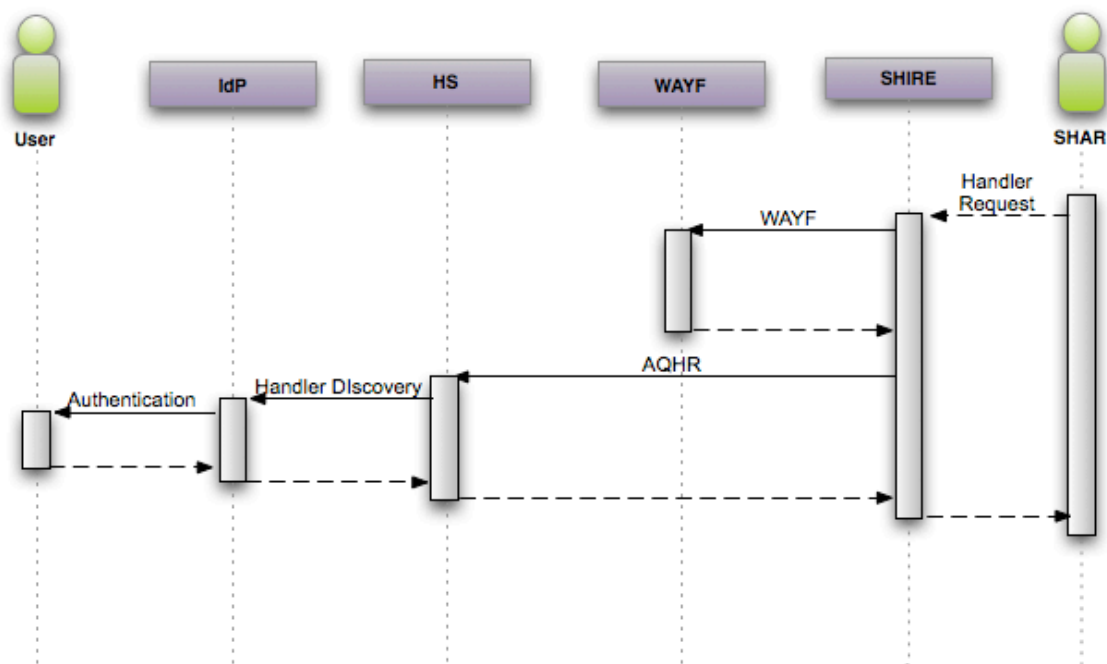 IdP
HS
WAYF
SHIRE
User
SHAR
Handler
Request
WAYF
AQHR
Handler DIscovery
Authentication